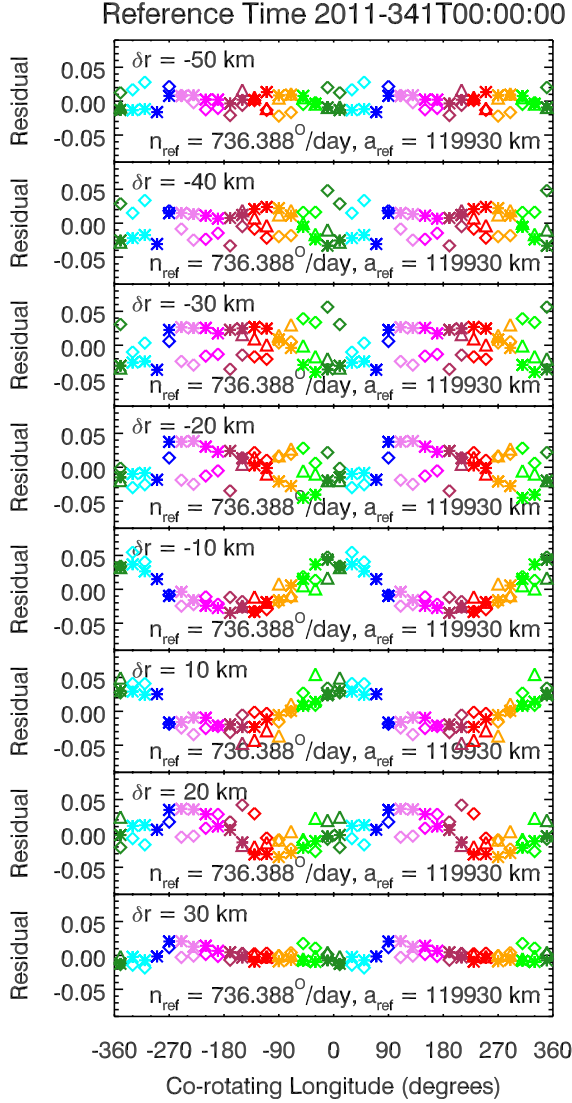 Reference Time 2011-341T00:00:00
Residual
0.05
0.00
-0.05
δr = -50 km
n_ref = 736.388°/day, a_ref = 119930 km
Residual
0.05
0.00
-0.05
δr = -40 km
n_ref = 736.388°/day, a_ref = 119930 km
Residual
0.05
0.00
-0.05
δr = -30 km
n_ref = 736.388°/day, a_ref = 119930 km
Residual
0.05
0.00
-0.05
δr = -20 km
n_ref = 736.388°/day, a_ref = 119930 km
Residual
0.05
0.00
-0.05
δr = -10 km
n_ref = 736.388°/day, a_ref = 119930 km
Residual
0.05
0.00
-0.05
δr = 10 km
n_ref = 736.388°/day, a_ref = 119930 km
Residual
0.05
0.00
-0.05
δr = 20 km
n_ref = 736.388°/day, a_ref = 119930 km
Residual
0.05
0.00
-0.05
δr = 30 km
n_ref = 736.388°/day, a_ref = 119930 km
-360 -270 -180 -90 0 90 180 270 360
Co-rotating Longitude (degrees)